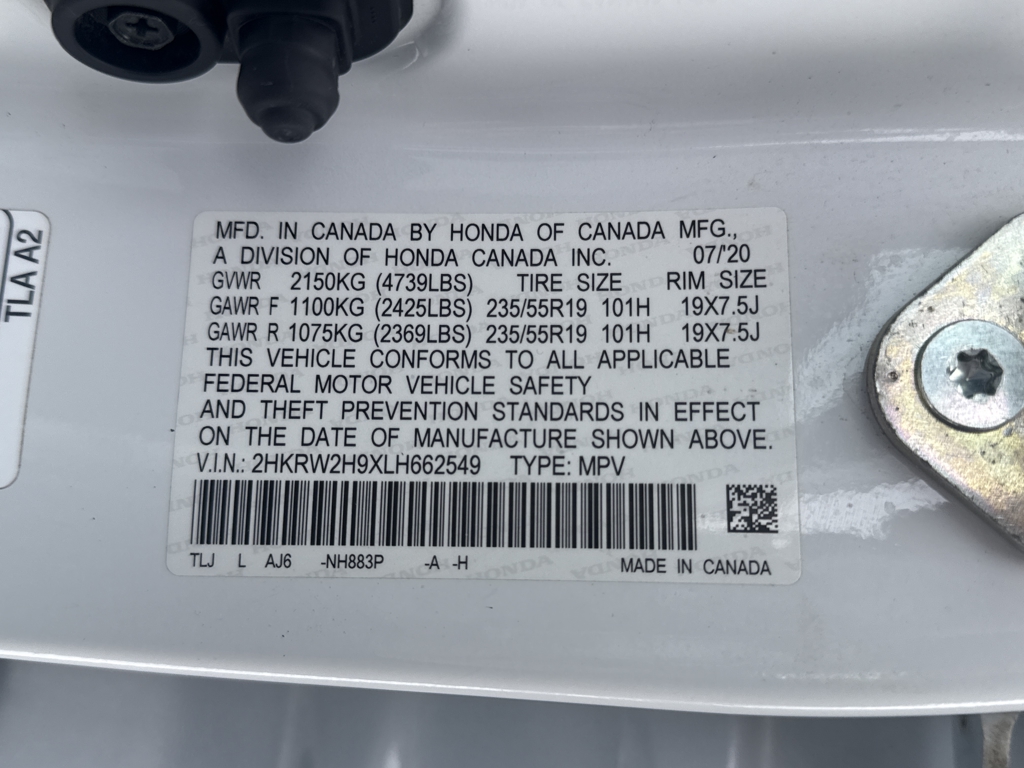 TLA A2
MFD. IN CANADA BY HONDA OF CANADA MFG.,
A DIVISION OF HONDA CANADA INC. 07/'20
GVWR 2150KG (4739LBS) TIRE SIZE RIM SIZE
GAWR F 1100KG (2425LBS) 235/55R19 101H 19X7.5J
GAWR R 1075KG (2369LBS) 235/55R19 101H 19X7.5J
THIS VEHICLE CONFORMS TO ALL APPLICABLE
FEDERAL MOTOR VEHICLE SAFETY
AND THEFT PREVENTION STANDARDS IN EFFECT
ON THE DATE OF MANUFACTURE SHOWN ABOVE.
V.I.N.: 2HKRW2H9XLH662549 TYPE: MPV
TLJ L AJ6 -NH883P -A -H MADE IN CANADA